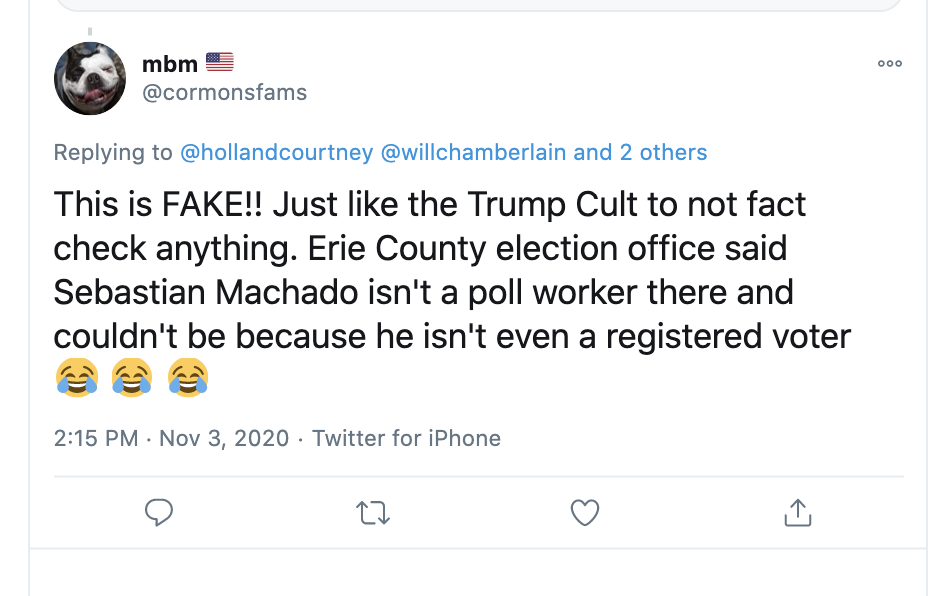 mbm 🇺🇸
@cormonsfams
Replying to @hollandcourtney @willchamberlain and 2 others
This is FAKE!! Just like the Trump Cult to not fact
check anything. Erie County election office said
Sebastian Machado isn't a poll worker there and
couldn't be because he isn't even a registered voter
😂 😂 😂
2:15 PM · Nov 3, 2020 · Twitter for iPhone